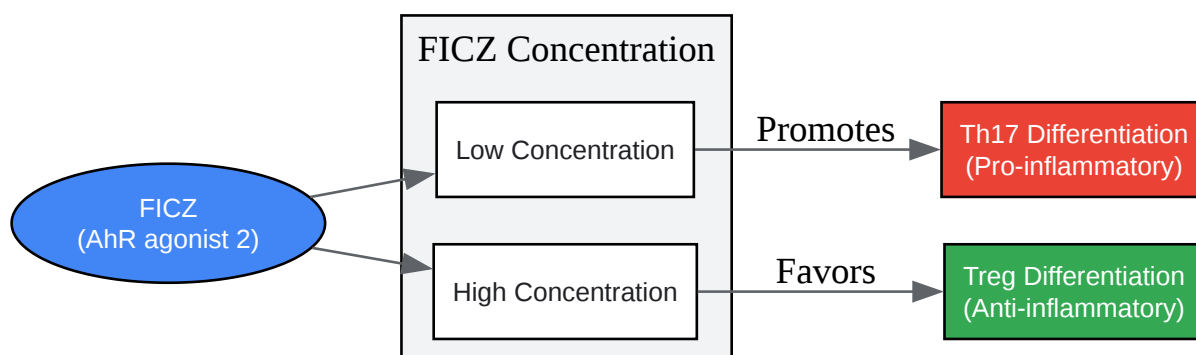 FICZ Concentration
Low Concentration
Promotes
Th17 Differentiation
(Pro-inflammatory)
FICZ
(AhR agonist 2)
High Concentration
Favors
Treg Differentiation
(Anti-inflammatory)